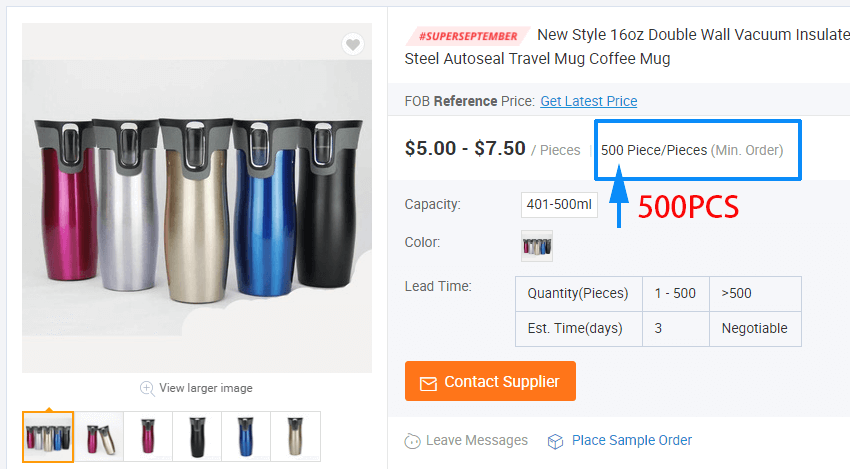 #SUPERSEPTEMBER New Style 16oz Double Wall Vacuum Insulate
Steel Autoseal Travel Mug Coffee Mug
FOB Reference Price: Get Latest Price
$5.00 - $7.50 / Pieces | 500 Piece/Pieces (Min. Order)
500PCS
Capacity: 401-500ml
Color:
Lead Time:
Quantity(Pieces) 1 - 500 >500
Est. Time(days) 3 Negotiable
Contact Supplier
View larger image
Leave Messages Place Sample Order